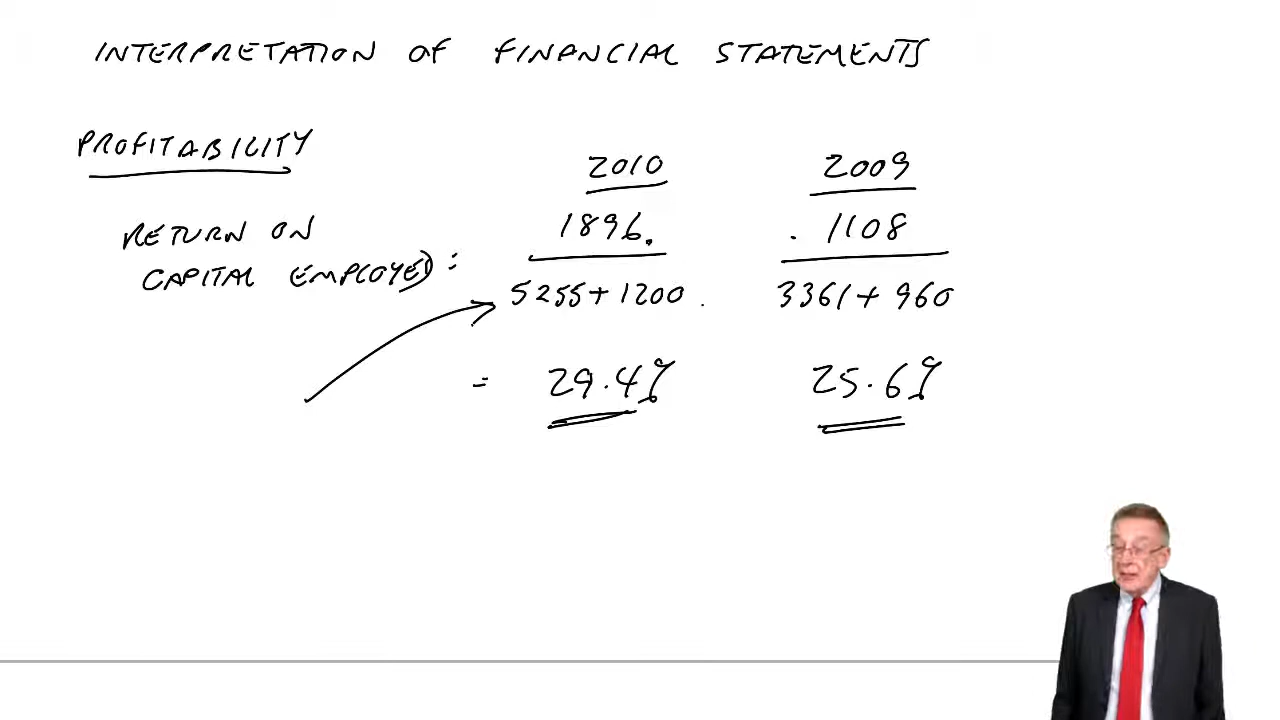 INTERPRETATION OF FINANCIAL STATEMENTS
PROFITABILITY
2010 2009
RETURN ON
CAPITAL EMPLOYED :
1896. . 1108
5255 + 1200 . 3361 + 960
= 29.4% 25.6%